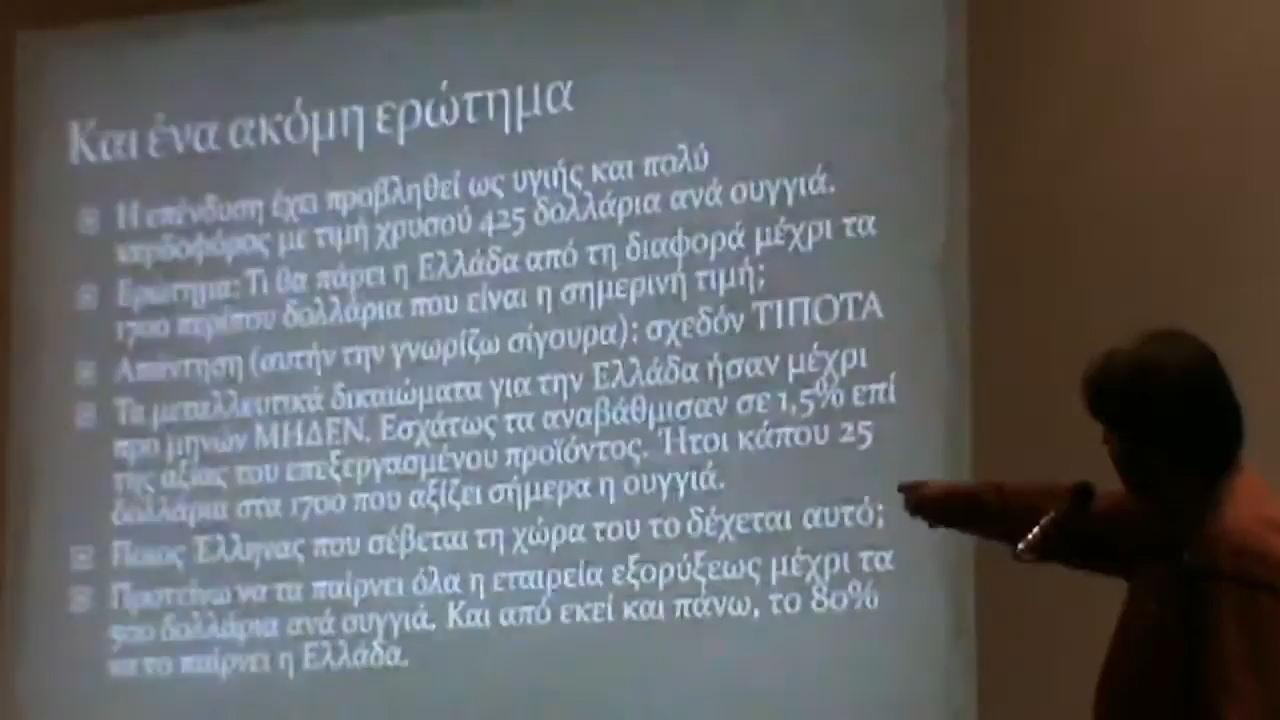 Και ένα ακόμη ερώτημα
Η επένδυση έχει προβληθεί ως υγιής και πολύ
κερδοφόρος με τιμή χρυσού 425 δολλάρια ανά ουγγιά.
Ερώτημα: Τι θα πάρει η Ελλάδα από τη διαφορά μέχρι τα
1700 περίπου δολλάρια που είναι η σημερινή τιμή;
Απάντηση (αυτήν την γνωρίζω σίγουρα): σχεδόν ΤΙΠΟΤΑ
Τα μεταλλευτικά δικαιώματα για την Ελλάδα ήσαν μέχρι
προ μηνών ΜΗΔΕΝ. Εσχάτως τα αναβάθμισαν σε 1,5% επί
της αξίας του επεξεργασμένου προϊόντος. Ήτοι κάπου 25
δολλάρια στα 1700 που αξίζει σήμερα η ουγγιά.
Ποιος Έλληνας που σέβεται τη χώρα του το δέχεται αυτό;
Προτείνω να τα παίρνει όλα η εταιρεία εξορύξεως μέχρι τα
500 δολλάρια ανά ουγγιά. Και από εκεί και πάνω, το 80%
να το παίρνει η Ελλάδα.